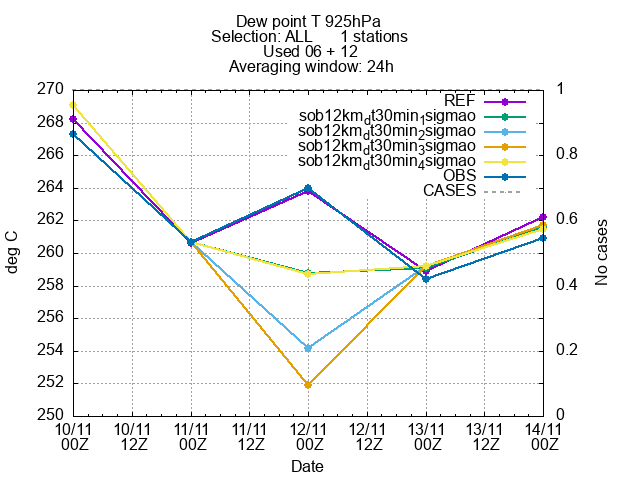 Dew point T 925hPa
Selection: ALL 1 stations
Used 06 + 12
Averaging window: 24h
270
268
266
264
262
260
258
256
254
252
250
1
0.8
0.6
0.4
0.2
0
deg C
No cases
REF
sob12km_dt30min_1sigmao
sob12km_dt30min_2sigmao
sob12km_dt30min_3sigmao
sob12km_dt30min_4sigmao
OBS
CASES
10/11 10/11 11/11 11/11 12/11 12/11 13/11 13/11 14/11
00Z 12Z 00Z 12Z 00Z 12Z 00Z 12Z 00Z
Date